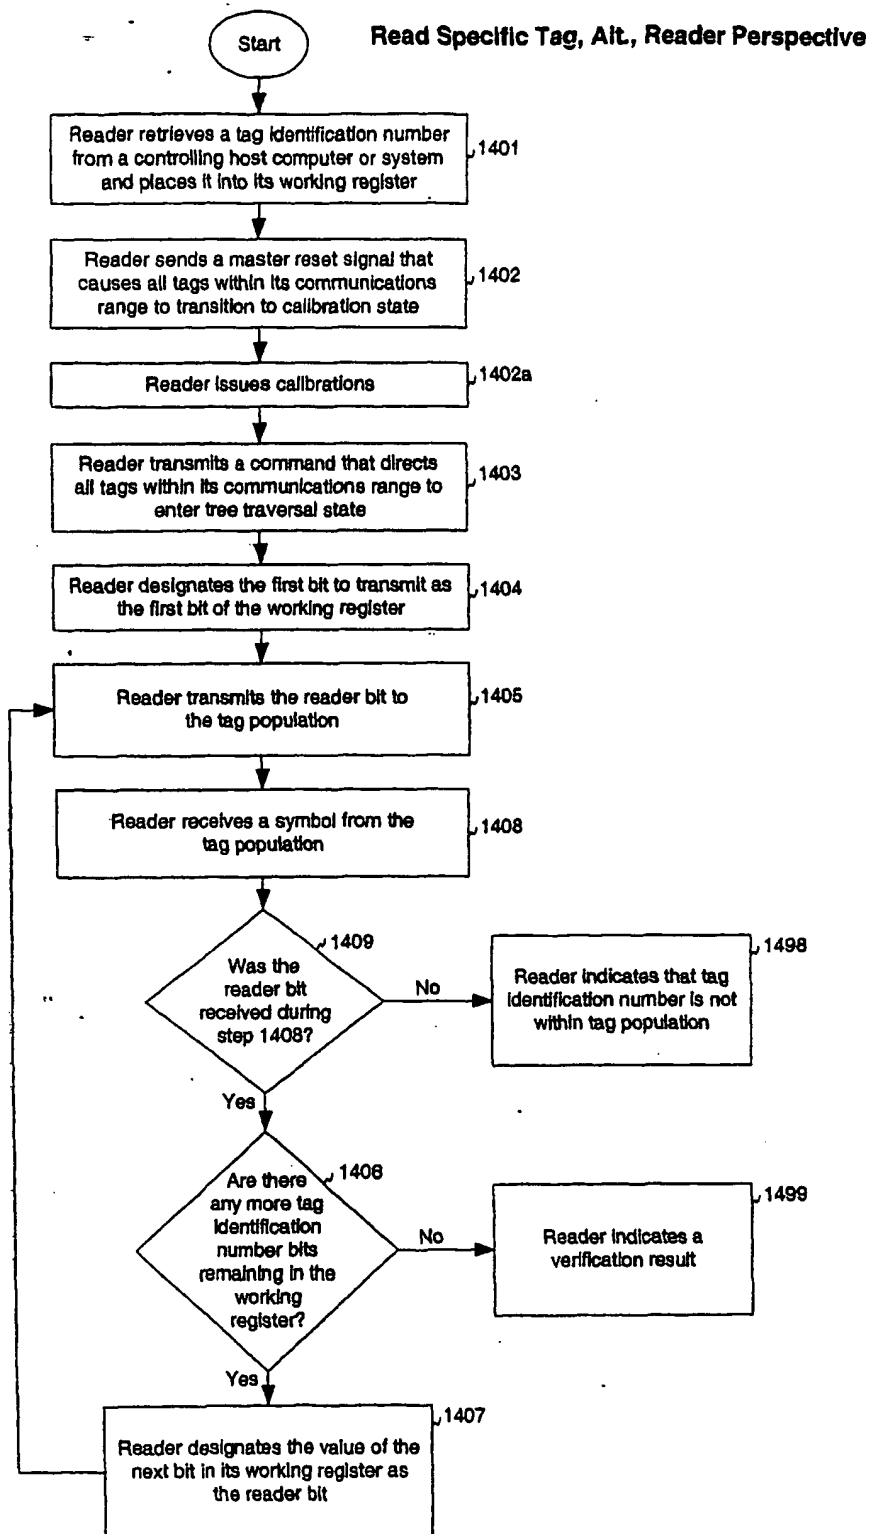 Start
Read Specific Tag, Alt., Reader Perspective
Reader retrieves a tag identification number
from a controlling host computer or system
and places it into its working register
1401
Reader sends a master reset signal that
causes all tags within its communications
range to transition to calibration state
1402
Reader issues calibrations
1402a
Reader transmits a command that directs
all tags within its communications range to
enter tree traversal state
1403
Reader designates the first bit to transmit as
the first bit of the working register
1404
Reader transmits the reader bit to
the tag population
1405
Reader receives a symbol from the
tag population
1408
1409
Was the
reader bit
received during
step 1408?
No
1498
Reader indicates that tag
identification number is not
within tag population
Yes
1406
Are there
any more tag
identification
number bits
remaining in the
working
register?
No
1499
Reader indicates a
verification result
Yes
1407
Reader designates the value of the
next bit in its working register as
the reader bit